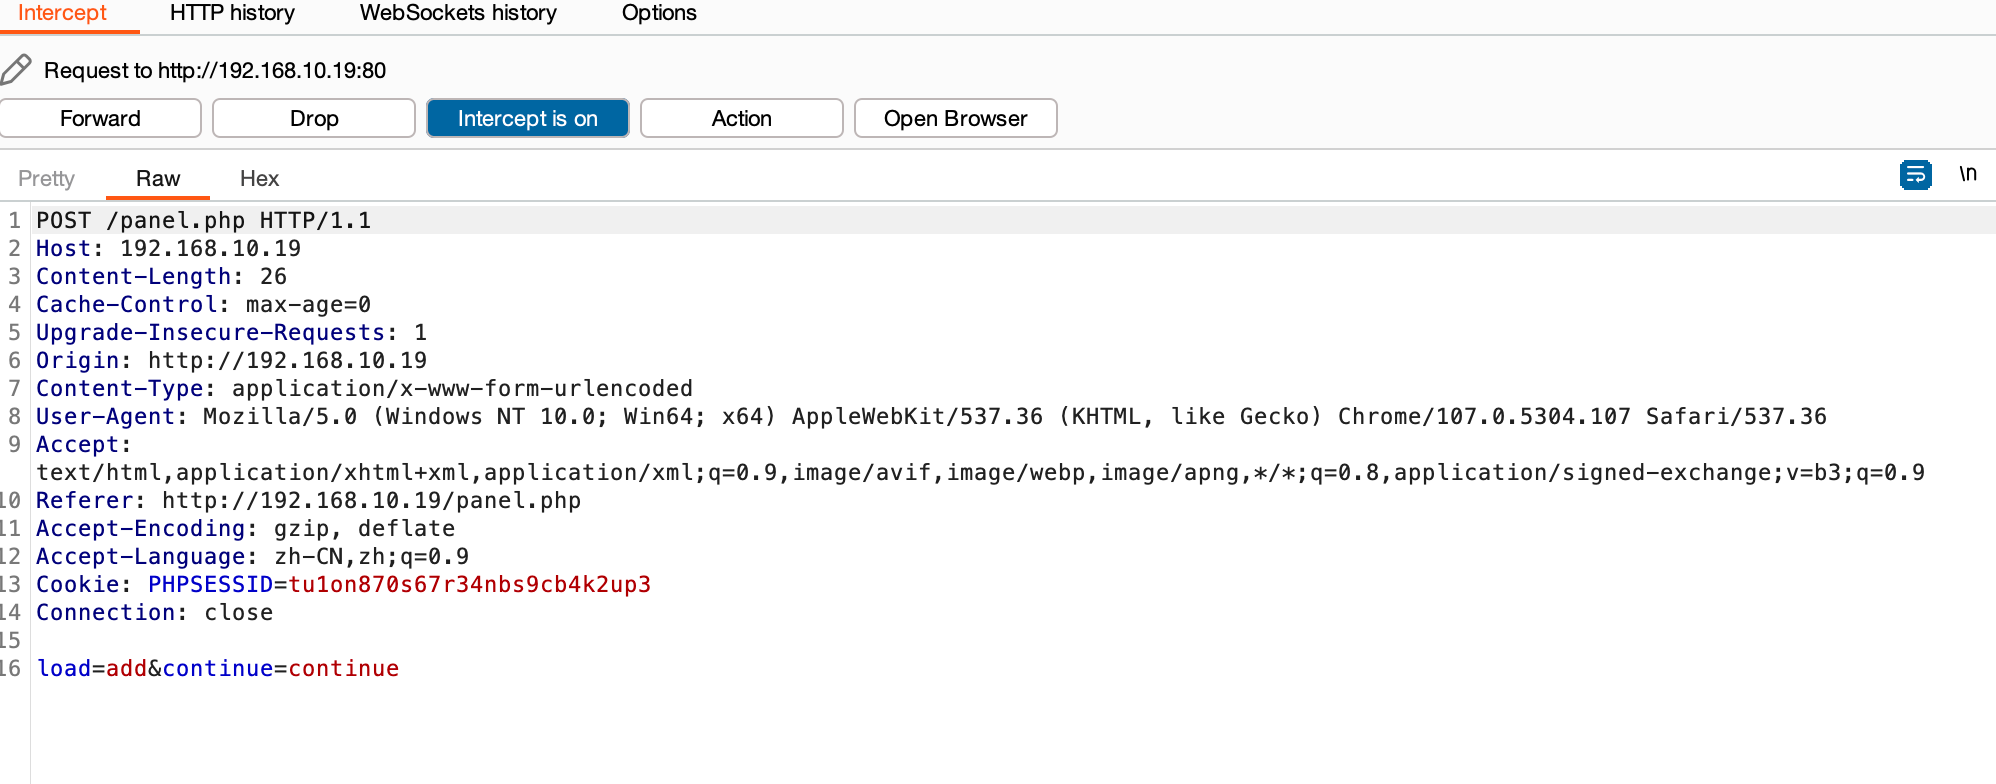 Intercept HTTP history WebSockets history Options
Request to http://192.168.10.19:80
Forward Drop Intercept is on Action Open Browser
Pretty Raw Hex \n
1 POST /panel.php HTTP/1.1
2 Host: 192.168.10.19
3 Content-Length: 26
4 Cache-Control: max-age=0
5 Upgrade-Insecure-Requests: 1
6 Origin: http://192.168.10.19
7 Content-Type: application/x-www-form-urlencoded
8 User-Agent: Mozilla/5.0 (Windows NT 10.0; Win64; x64) AppleWebKit/537.36 (KHTML, like Gecko) Chrome/107.0.5304.107 Safari/537.36
9 Accept:
text/html,application/xhtml+xml,application/xml;q=0.9,image/avif,image/webp,image/apng,*/*;q=0.8,application/signed-exchange;v=b3;q=0.9
10 Referer: http://192.168.10.19/panel.php
11 Accept-Encoding: gzip, deflate
12 Accept-Language: zh-CN,zh;q=0.9
13 Cookie: PHPSESSID=tu1on870s67r34nbs9cb4k2up3
14 Connection: close
15
16 load=add&continue=continue